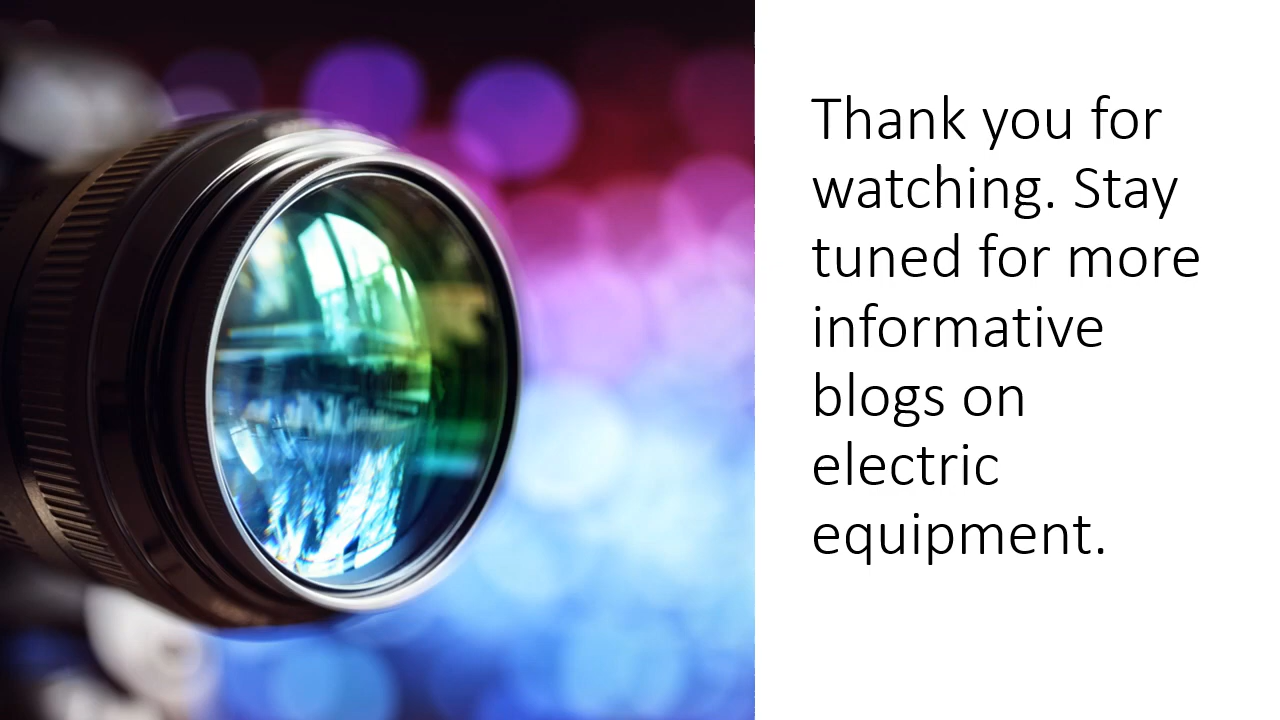 Thank you for
watching. Stay
tuned for more
informative
blogs on
electric
equipment.